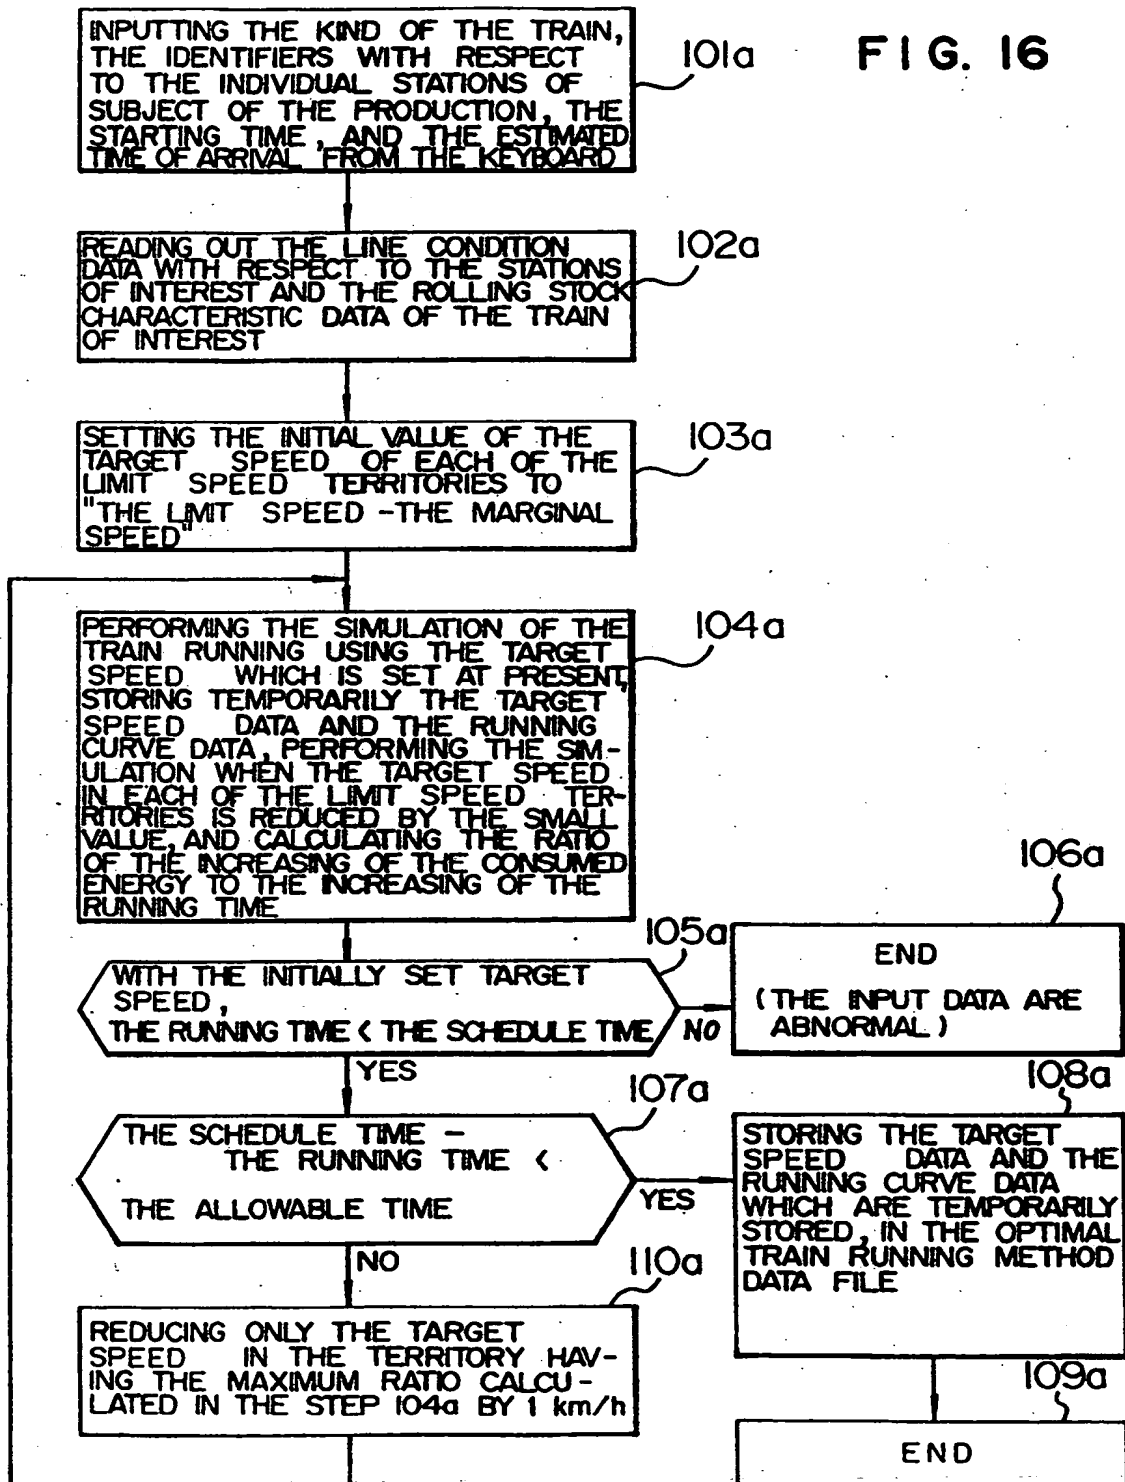 FIG. 16
INPUTTING THE KIND OF THE TRAIN,
THE IDENTIFIERS WITH RESPECT
TO THE INDIVIDUAL STATIONS OF
SUBJECT OF THE PRODUCTION, THE
STARTING TIME, AND THE ESTIMATED
TIME OF ARRIVAL FROM THE KEYBOARD
101a
READING OUT THE LINE CONDITION
DATA WITH RESPECT TO THE STATIONS
OF INTEREST AND THE ROLLING STOCK
CHARACTERISTIC DATA OF THE TRAIN
OF INTEREST
102a
SETTING THE INITIAL VALUE OF THE
TARGET SPEED OF EACH OF THE
LIMIT SPEED TERRITORIES TO
"THE LIMIT SPEED - THE MARGINAL
SPEED"
103a
PERFORMING THE SIMULATION OF THE
TRAIN RUNNING USING THE TARGET
SPEED WHICH IS SET AT PRESENT,
STORING TEMPORARILY THE TARGET
SPEED DATA AND THE RUNNING
CURVE DATA, PERFORMING THE SIM-
ULATION WHEN THE TARGET SPEED
IN EACH OF THE LIMIT SPEED TER-
RITORIES IS REDUCED BY THE SMALL
VALUE, AND CALCULATING THE RATIO
OF THE INCREASING OF THE CONSUMED
ENERGY TO THE INCREASING OF THE
RUNNING TIME
104a
WITH THE INITIALLY SET TARGET
SPEED,
THE RUNNING TIME < THE SCHEDULE TIME
105a
NO
END
(THE INPUT DATA ARE
ABNORMAL)
106a
YES
THE SCHEDULE TIME -
THE RUNNING TIME <
THE ALLOWABLE TIME
107a
YES
STORING THE TARGET
SPEED DATA AND THE
RUNNING CURVE DATA
WHICH ARE TEMPORARILY
STORED, IN THE OPTIMAL
TRAIN RUNNING METHOD
DATA FILE
108a
NO
REDUCING ONLY THE TARGET
SPEED IN THE TERRITORY HAV-
ING THE MAXIMUM RATIO CALCU-
LATED IN THE STEP 104a BY 1 km/h
110a
END
109a